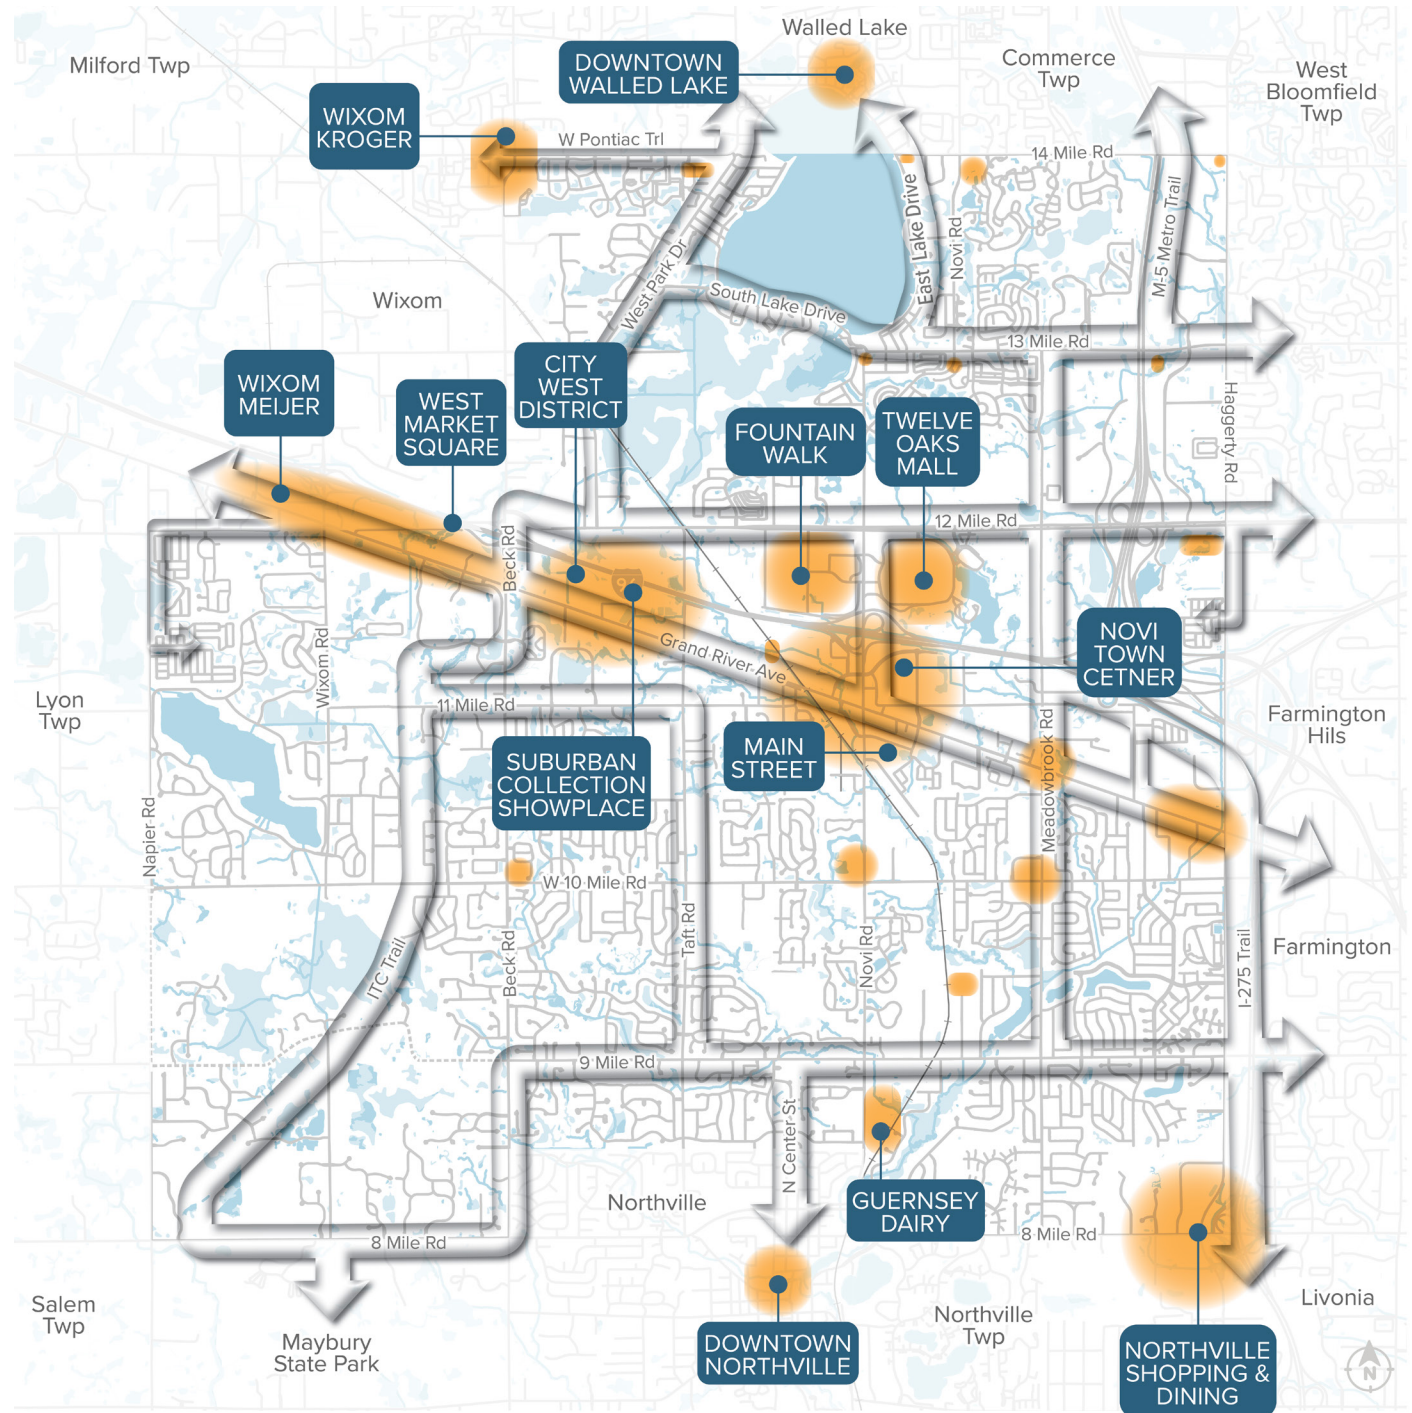 Walled Lake
Milford Twp
DOWNTOWN
WALLED LAKE
Commerce
Twp
West
Bloomfield
Twp
WIXOM
KROGER
W Pontiac Trl
14 Mile Rd
East Lake Drive
Novi Rd
M-5 Metro Trail
West Park Dr
South Lake Drive
Wixom
13 Mile Rd
Haggerty Rd
WIXOM
MEIJER
WEST
MARKET
SQUARE
CITY
WEST
DISTRICT
FOUNTAIN
WALK
TWELVE
OAKS
MALL
12 Mile Rd
Beck Rd
96
Grand River Ave
NOVI
TOWN
CETNER
Wixom Rd
Lyon
Twp
11 Mile Rd
Farmington
Hills
Meadowbrook Rd
MAIN
STREET
SUBURBAN
COLLECTION
SHOWPLACE
Napier Rd
W 10 Mile Rd
ITC Trail
Beck Rd
Taft Rd
Novi Rd
I-275 Trail
Farmington
9 Mile Rd
N Center St
Northville
GUERNSEY
DAIRY
8 Mile Rd
8 Mile Rd
Salem
Twp
Maybury
State Park
DOWNTOWN
NORTHVILLE
Northville
Twp
Livonia
NORTHVILLE
SHOPPING &
DINING
N